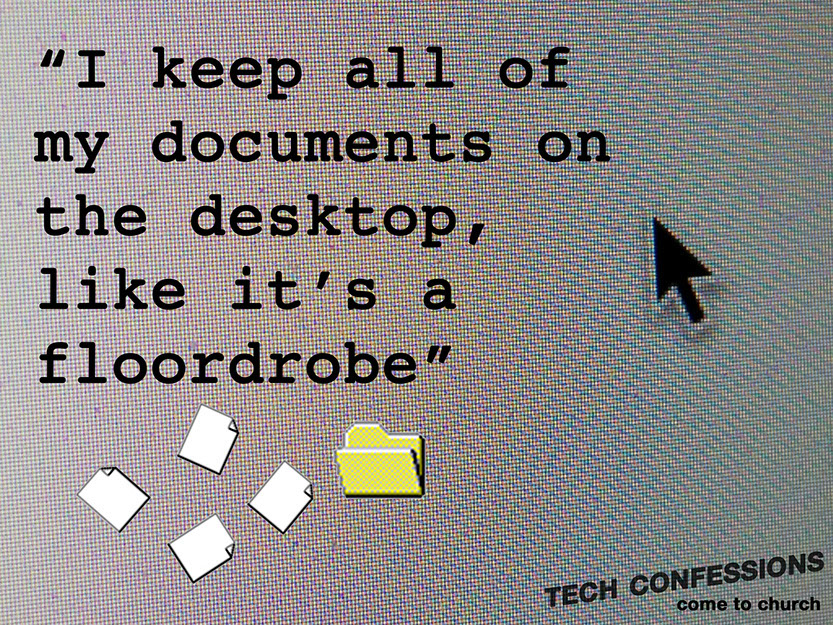 “I keep all of
my documents on
the desktop,
like it’s a
floordrobe”
TECH CONFESSIONS
come to church